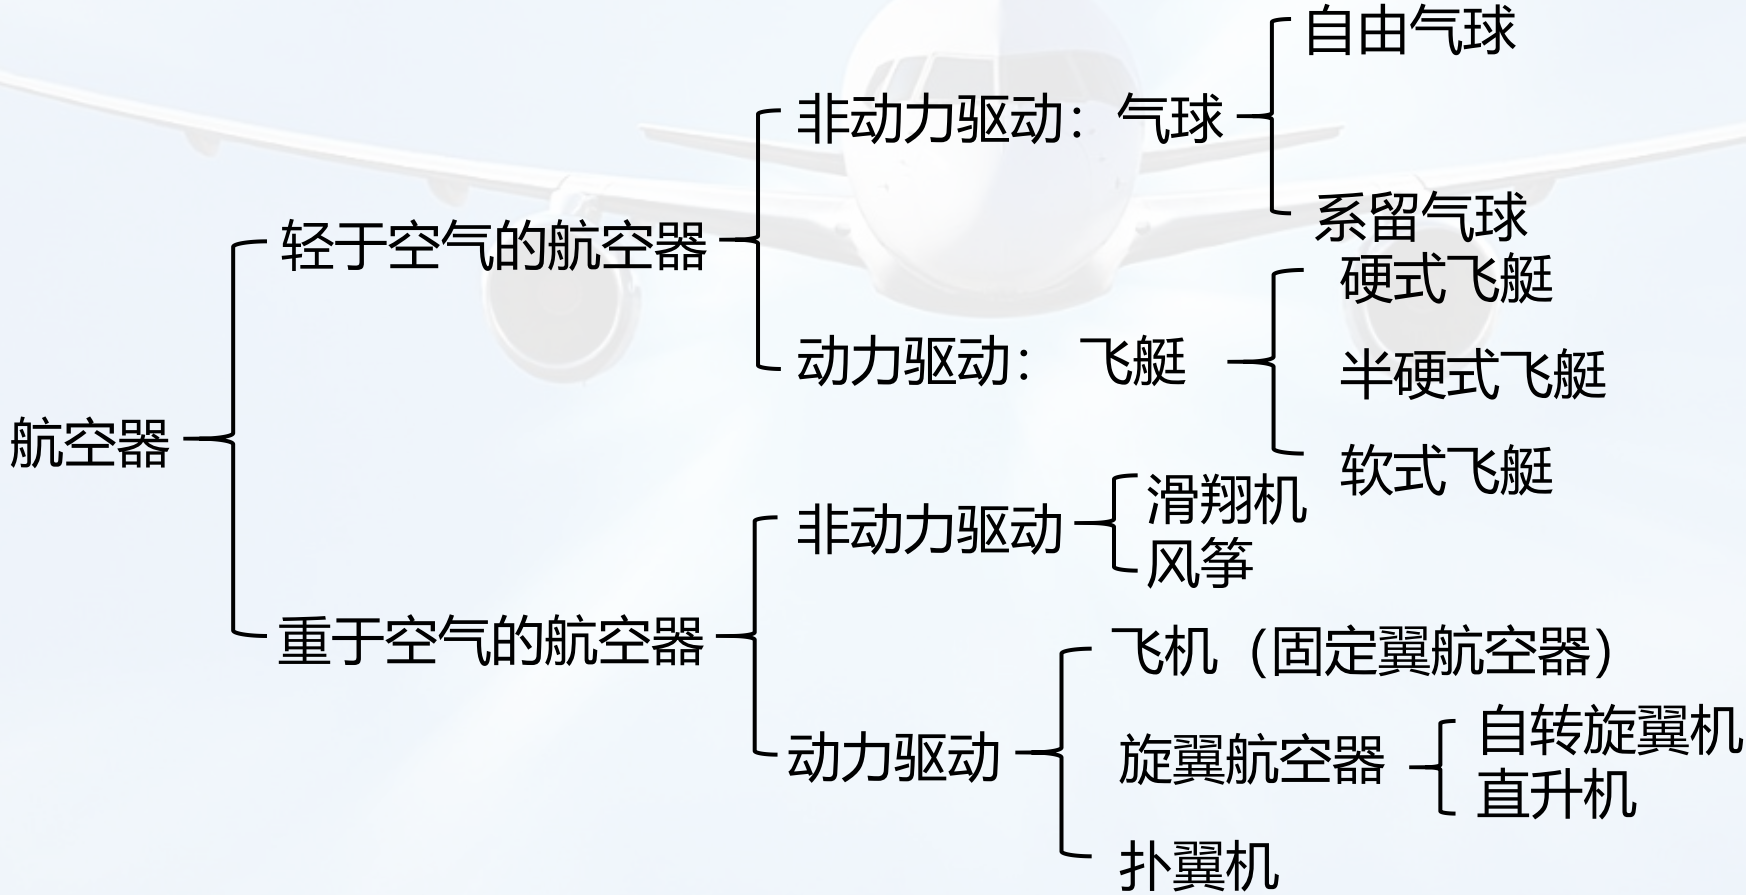 自由气球
非动力驱动：气球
系留气球
轻于空气的航空器
硬式飞艇
动力驱动： 飞艇
半硬式飞艇
航空器
软式飞艇
滑翔机
非动力驱动
风筝
重于空气的航空器
飞机（固定翼航空器）
自转旋翼机
动力驱动
旋翼航空器
直升机
扑翼机